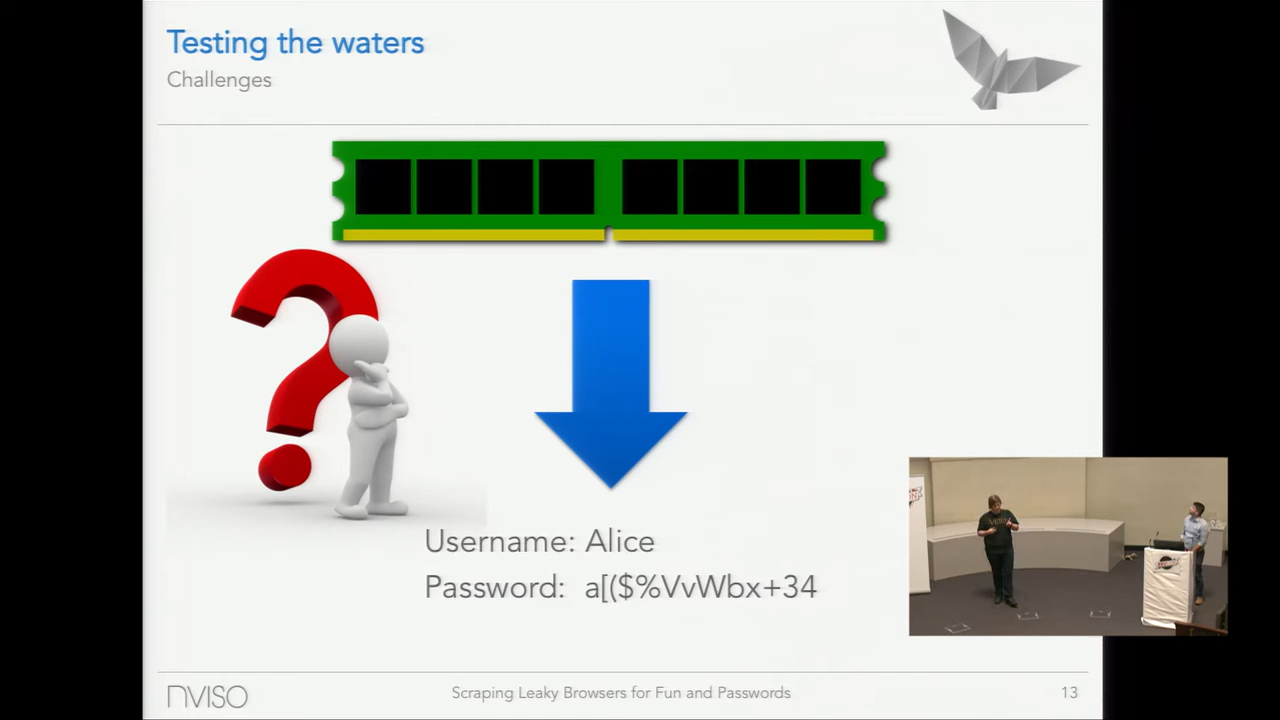 Testing the waters
Challenges
Username: Alice
Password: a[($%VvWbx+34
NVISO
Scraping Leaky Browsers for Fun and Passwords
13